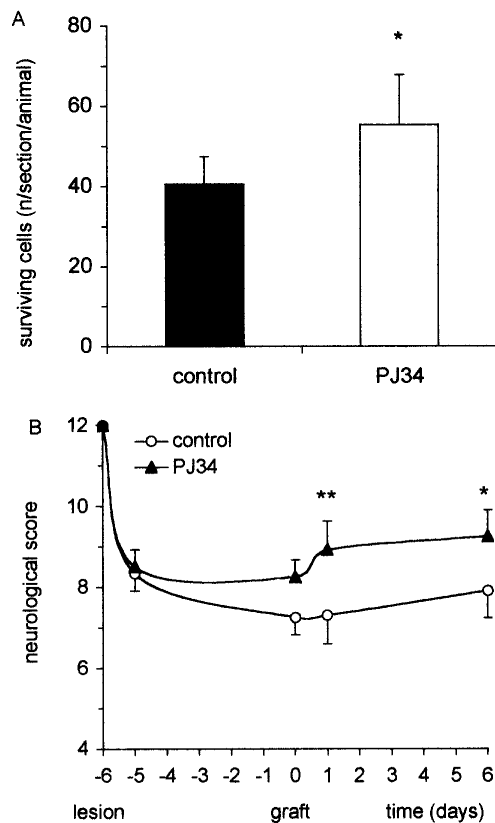 A
surviving cells (n/section/animal)
80
60
40
20
0
*
control
PJ34
B
neurological score
12
10
8
6
4
control
PJ34
**
*
-6 -5 -4 -3 -2 -1 0 1 2 3 4 5 6
lesion graft time (days)